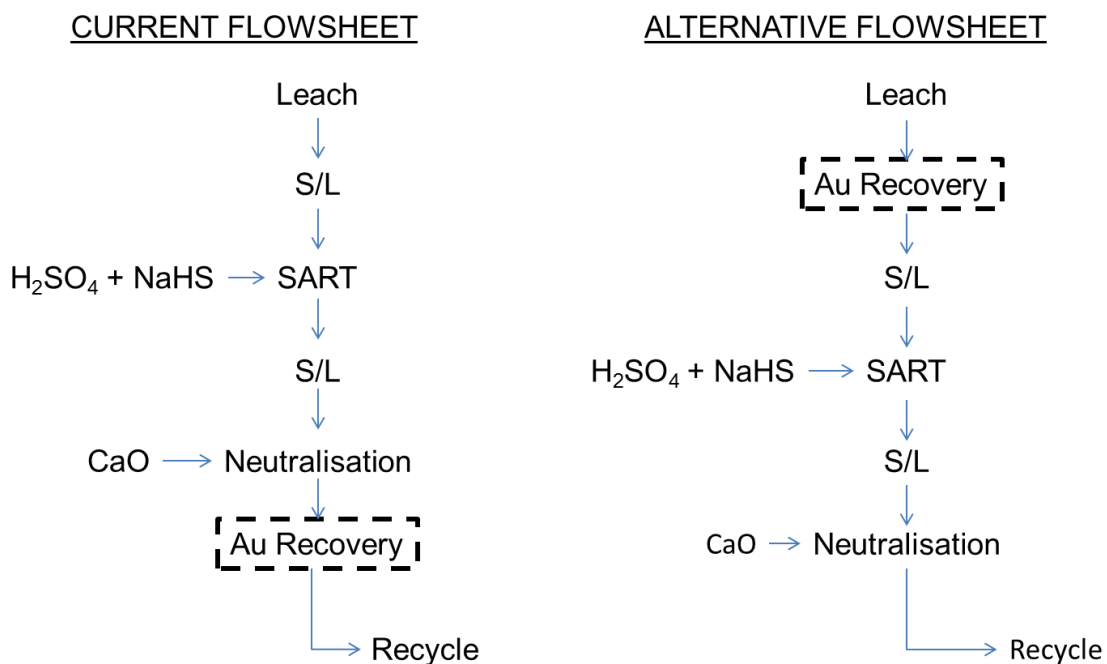 CURRENT FLOWSHEET
Leach
S/L
H₂SO₄ + NaHS
SART
S/L
CaO
Neutralisation
Au Recovery
Recycle
ALTERNATIVE FLOWSHEET
Leach
Au Recovery
S/L
H₂SO₄ + NaHS
SART
S/L
CaO
Neutralisation
Recycle